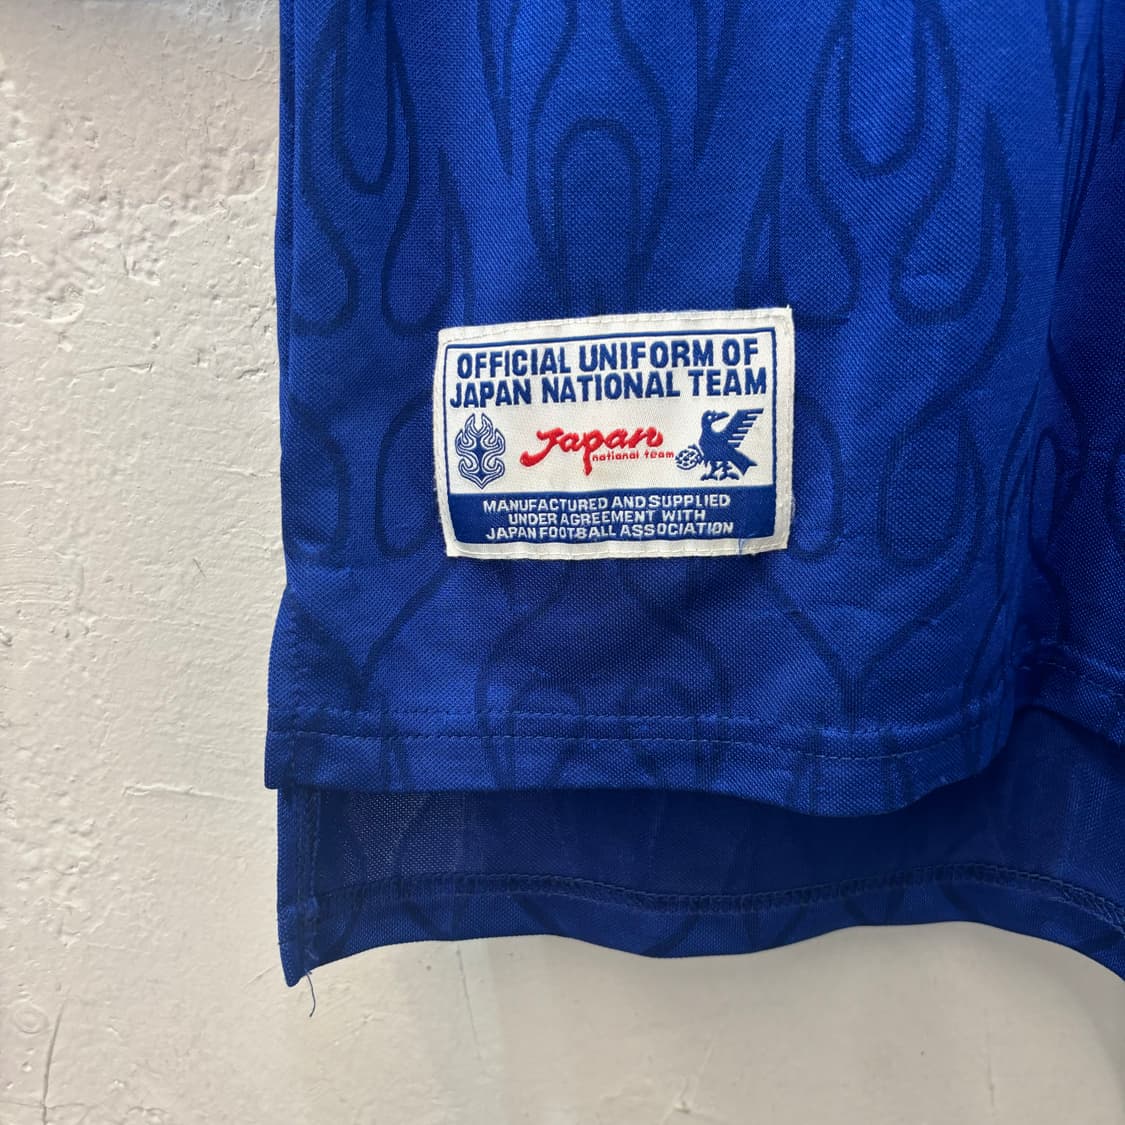 OFFICIAL UNIFORM OF
JAPAN NATIONAL TEAM
Japan
national team
MANUFACTURED AND SUPPLIED
UNDER AGREEMENT WITH
JAPAN FOOTBALL ASSOCIATION